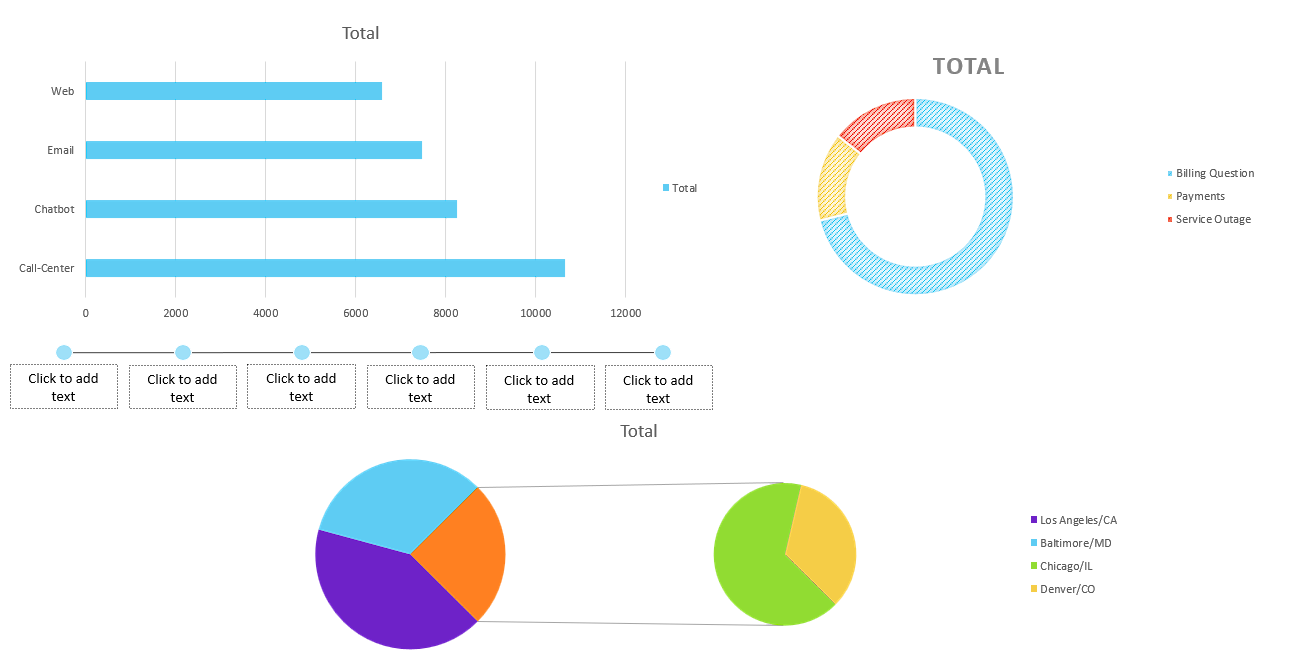 Total
Web
Email
Chatbot
Call-Center
0 2000 4000 6000 8000 10000 12000
Total
TOTAL
Billing Question
Payments
Service Outage
Click to add
text
Click to add
text
Click to add
text
Click to add
text
Click to add
text
Click to add
text
Total
Los Angeles/CA
Baltimore/MD
Chicago/IL
Denver/CO